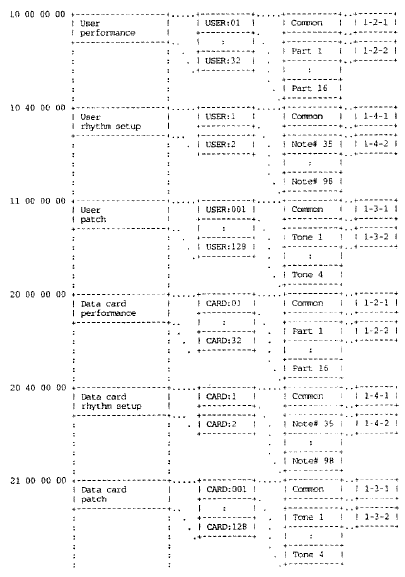 10 00 00 00 User USER:01 Common 1-2-1
performance
: Part 1 1-2-2
USER:32 :
Part 16
10 40 00 00 User USER:1 Common 1-4-1
rhythm setup
USER:2 Note# 35 1-4-2
:
Note# 98
11 00 00 00 User USER:001 Common 1-3-1
patch
: Tone 1 1-3-2
USER:128 :
Tone 4
20 00 00 00 Data card CARD:01 Common 1-2-1
performance
: Part 1 1-2-2
CARD:32 :
Part 16
20 40 00 00 Data card CARD:1 Common 1-4-1
rhythm setup
CARD:2 Note# 35 1-4-2
:
Note# 98
21 00 00 00 Data card CARD:001 Common 1-3-1
patch
: Tone 1 1-3-2
CARD:128 :
Tone 4